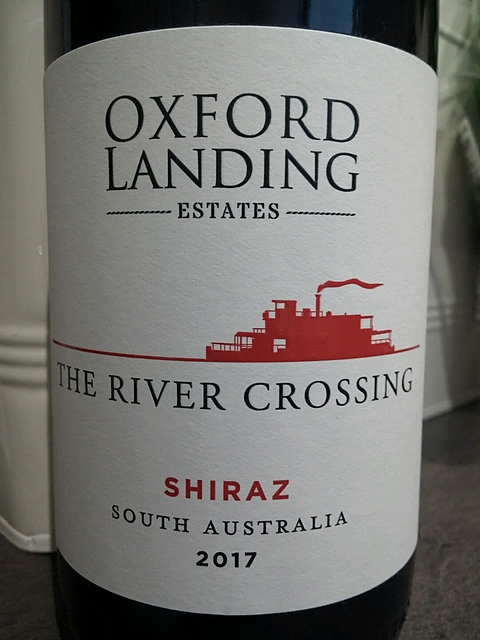 OXFORD
LANDING
ESTATES
THE RIVER CROSSING
SHIRAZ
SOUTH AUSTRALIA
2017